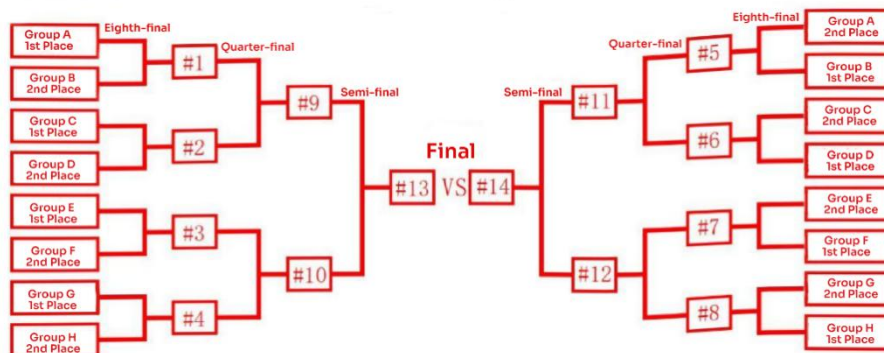 Group A
1st Place
Eighth-final
Group B
2nd Place
#1
Quarter-final
Group C
1st Place
Group D
2nd Place
#2
#9
Semi-final
Group E
1st Place
Group F
2nd Place
#3
Group G
1st Place
Group H
2nd Place
#4
#10
Final
#13 VS #14
Semi-final
#11
Quarter-final
#5
Eighth-final
Group A
2nd Place
Group B
1st Place
#6
Group C
2nd Place
Group D
1st Place
#12
#7
Group E
2nd Place
Group F
1st Place
#8
Group G
2nd Place
Group H
1st Place